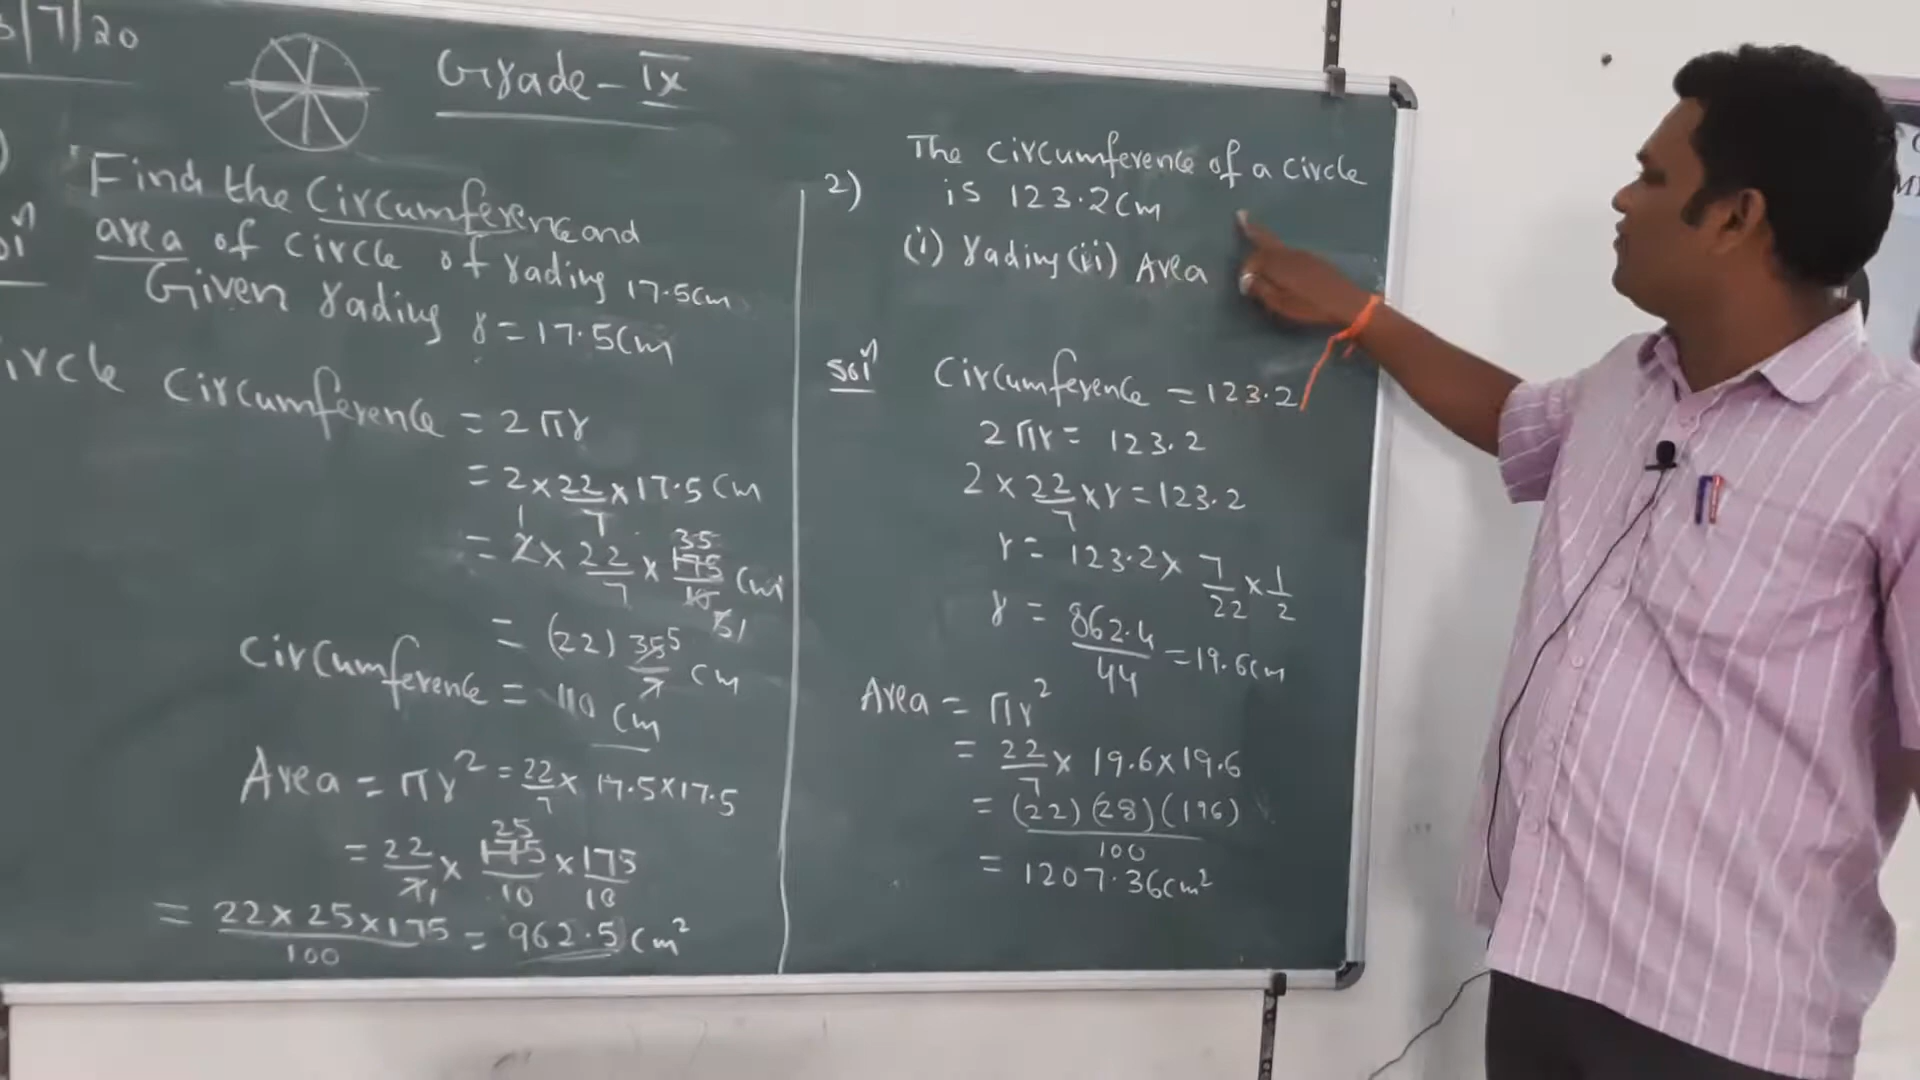 /7/20
Grade - IX
Find the Circumference and
area of circle of radius 17.5cm
Given radius r = 17.5cm
Circumference = 2πr
= 2 × 22/7 × 17.5 cm
= 2 × 22/7 × 175/10 cm
1
35
51
= (22) 35/7 cm
5
Circumference = 110 cm
Area = πr² = 22/7 × 17.5 × 17.5
= 22/7 × 175/10 × 175/10
25
1
= 22 × 25 × 175/100 = 962.5 cm²
2) The circumference of a circle
is 123.2cm
(i) radius (ii) Area
Circumference = 123.2
2πr = 123.2
2 × 22/7 × r = 123.2
r = 123.2 × 7/22 × 1/2
r = 862.4/44 = 19.6cm
Area = πr²
= 22/7 × 19.6 × 19.6
= (22)(28)(196)/100
= 1207.36cm²